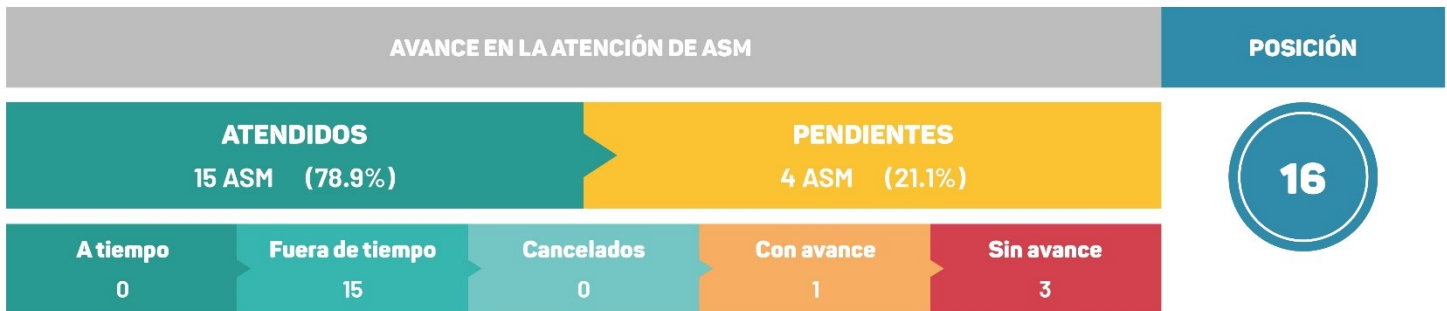 AVANCE EN LA ATENCIÓN DE ASM
POSICIÓN
ATENDIDOS
15 ASM (78.9%)
PENDIENTES
4 ASM (21.1%)
16
A tiempo
0
Fuera de tiempo
15
Cancelados
0
Con avance
1
Sin avance
3